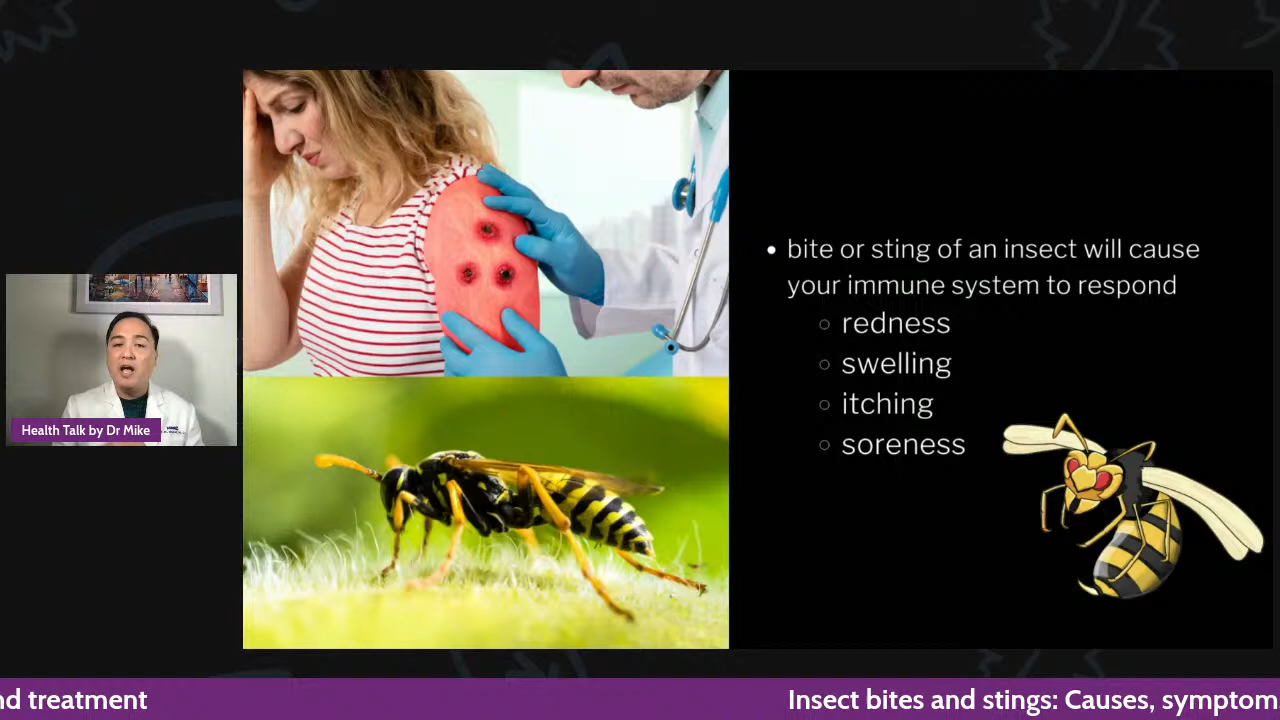 bite or sting of an insect will cause
your immune system to respond
redness
swelling
itching
soreness
Health Talk by Dr Mike
nd treatment
Insect bites and stings: Causes, symptom